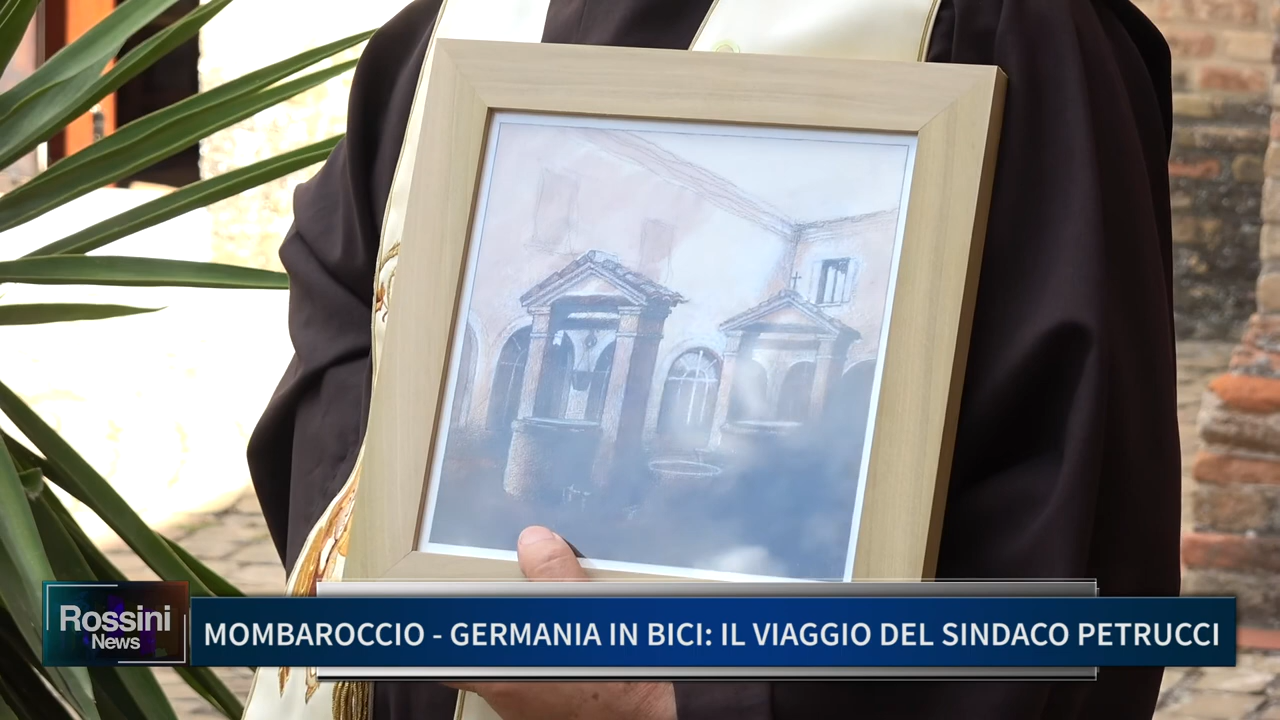 Rossini
News
MOMBAROCCIO - GERMANIA IN BICI: IL VIAGGIO DEL SINDACO PETRUCCI